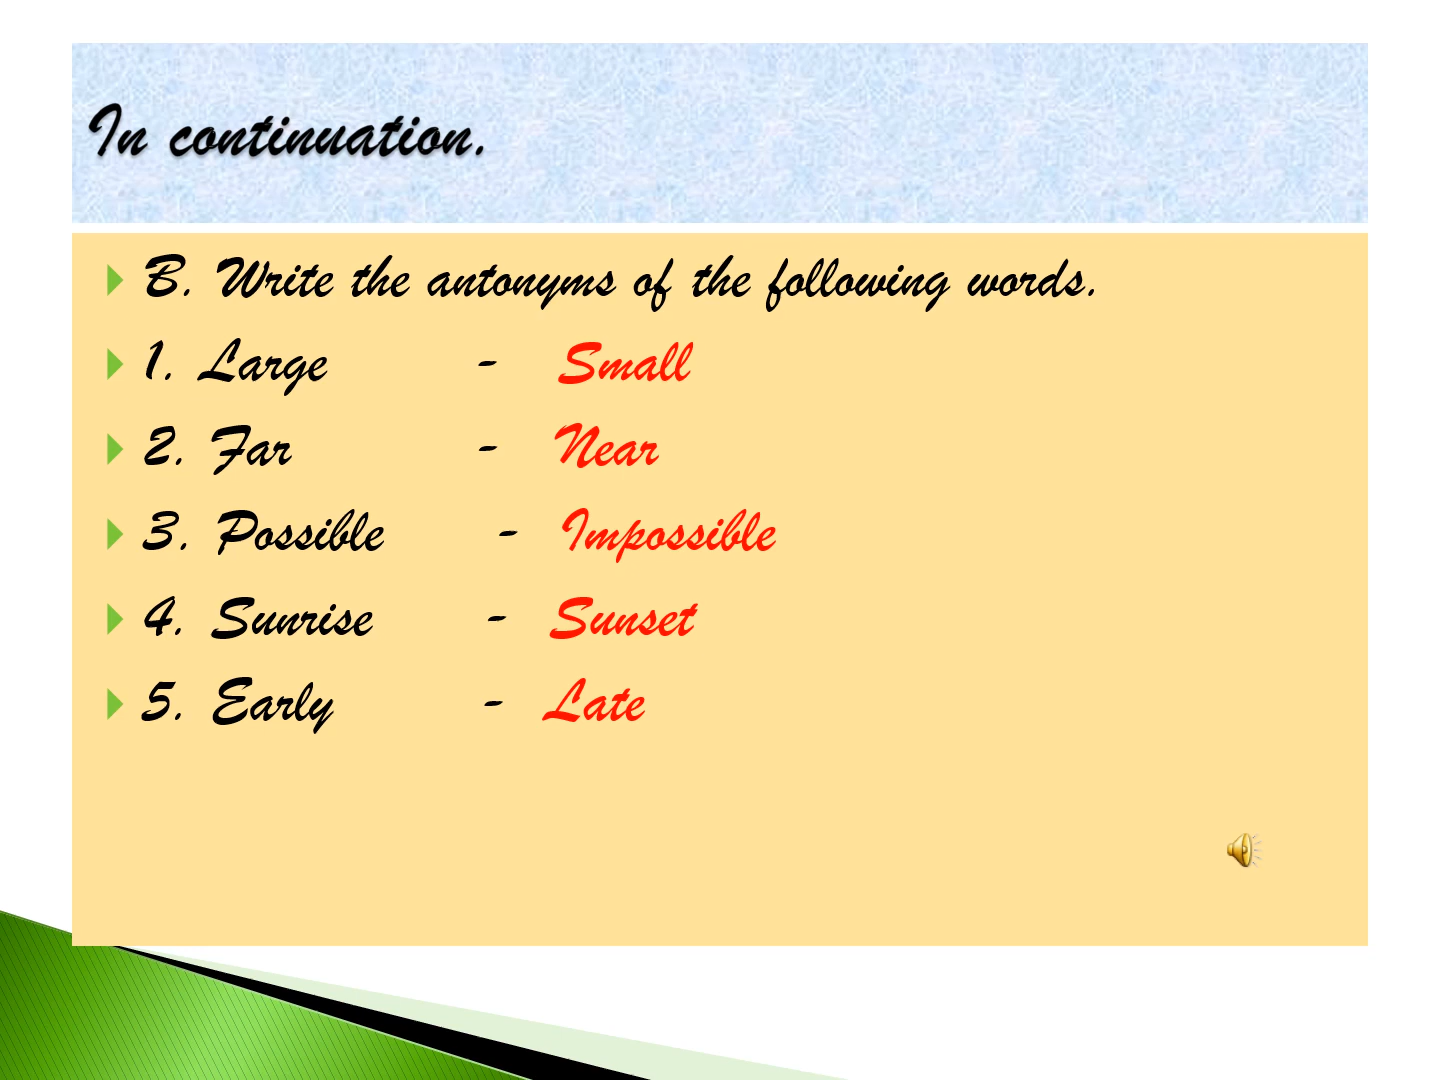 In continuation.
B. Write the antonyms of the following words.
1. Large - Small
2. Far - Near
3. Possible - Impossible
4. Sunrise - Sunset
5. Early - Late